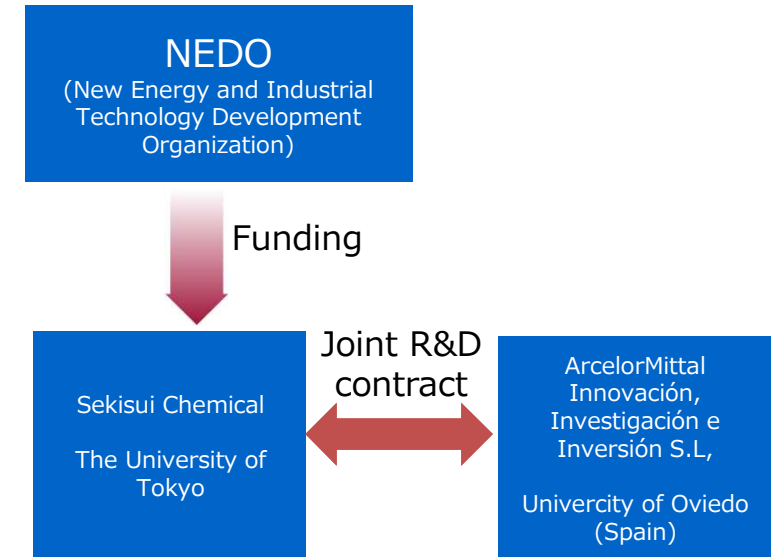 NEDO
(New Energy and Industrial
Technology Development
Organization)
Funding
Sekisui Chemical
The University of
Tokyo
Joint R&D
contract
ArcelorMittal
Innovación,
Investigación e
Inversión S.L,
Univercity of Oviedo
(Spain)